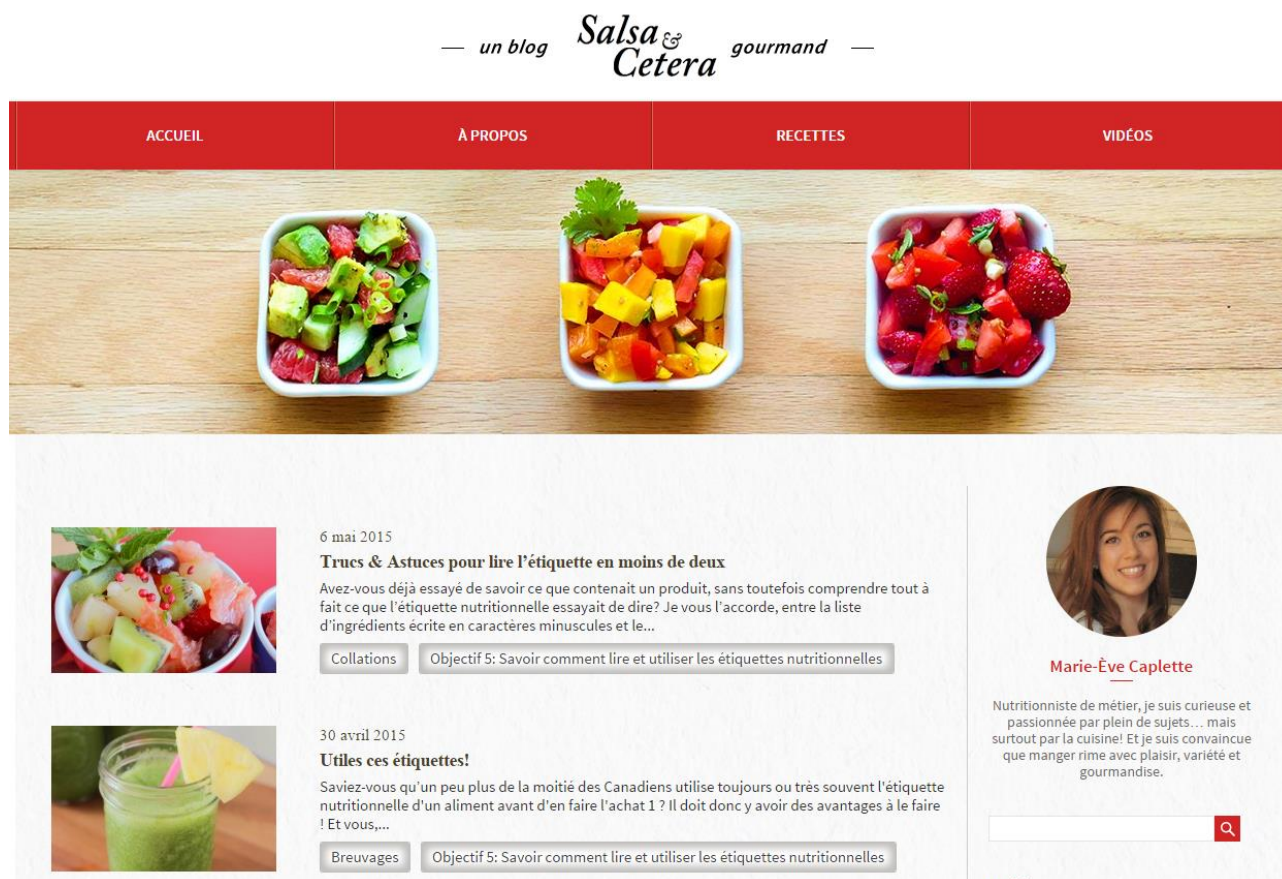 un blog Salsa & Cetera gourmand
ACCUEIL
À PROPOS
RECETTES
VIDÉOS
6 mai 2015
Trucs & Astuces pour lire l’étiquette en moins de deux
Avez-vous déjà essayé de savoir ce que contenait un produit, sans toutefois comprendre tout à
fait ce que l’étiquette nutritionnelle essayait de dire? Je vous l’accorde, entre la liste
d’ingrédients écrite en caractères minuscules et le...
Collations
Objectif 5: Savoir comment lire et utiliser les étiquettes nutritionnelles
30 avril 2015
Utiles ces étiquettes!
Saviez-vous qu’un peu plus de la moitié des Canadiens utilise toujours ou très souvent l'étiquette
nutritionnelle d'un aliment avant d'en faire l'achat 1 ? Il doit donc y avoir des avantages à le faire
! Et vous,...
Breuvages
Objectif 5: Savoir comment lire et utiliser les étiquettes nutritionnelles
Marie-Ève Caplette
Nutritionniste de métier, je suis curieuse et
passionnée par plein de sujets… mais
surtout par la cuisine! Et je suis convaincue
que manger rime avec plaisir, variété et
gourmandise.